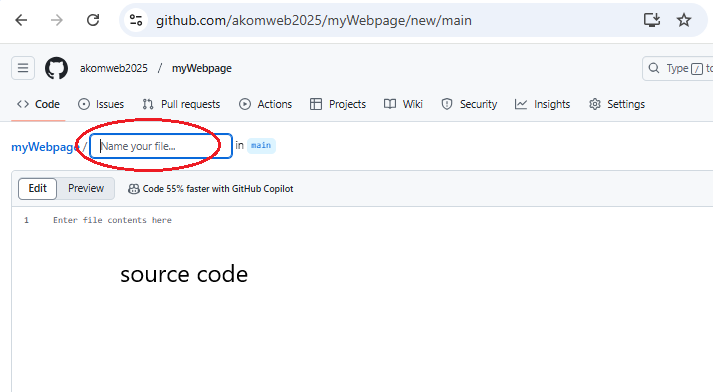 github.com/akomweb2025/myWebpage/new/main
akomweb2025 / myWebpage
Type / to
<> Code Issues Pull requests Actions Projects Wiki Security Insights Settings
myWebpage / Name your file... in main
Edit Preview Code 55% faster with GitHub Copilot
1 Enter file contents here
source code